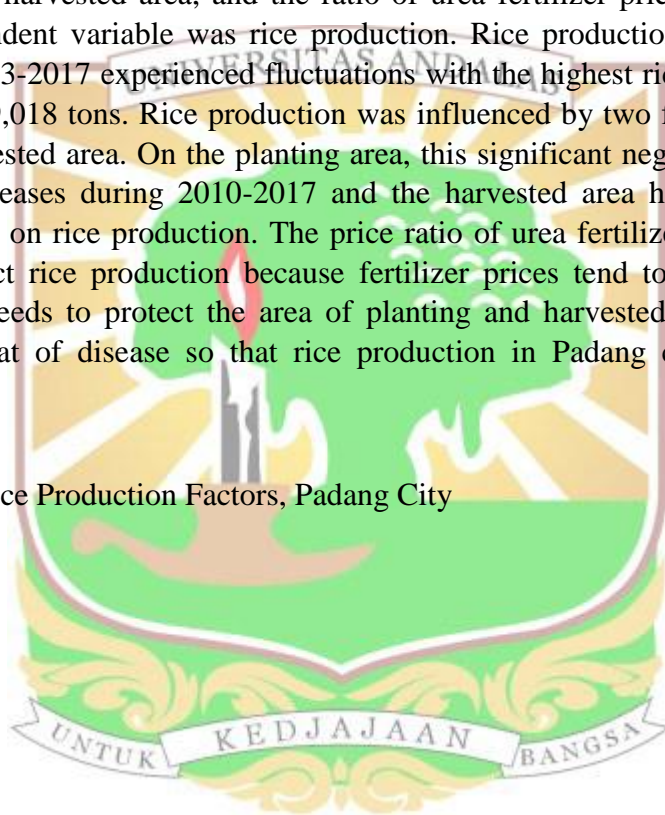 harvested area, and the ratio of urea fertilizer pri
ndent variable was rice production. Rice productio
3-2017 experienced fluctuations with the highest ri
UNIVERSITAS ANDALAS
,018 tons. Rice production was influenced by two
ested area. On the planting area, this significant neg
eases during 2010-2017 and the harvested area h
on rice production. The price ratio of urea fertilize
ct rice production because fertilizer prices tend to
eeds to protect the area of planting and harvested
at of disease so that rice production in Padang
ce Production Factors, Padang City
UNTUK KEDJAJAAN BANGSA